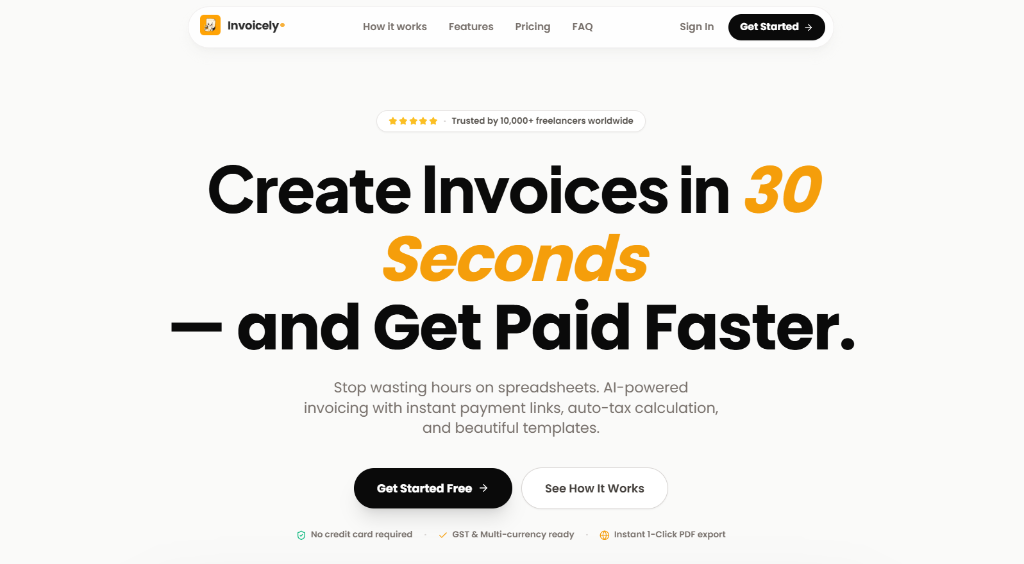 Invoicely
How it works
Features
Pricing
FAQ
Sign In
Get Started →
· Trusted by 10,000+ freelancers worldwide
Create Invoices in 30
Seconds
— and Get Paid Faster.
Stop wasting hours on spreadsheets. AI-powered
invoicing with instant payment links, auto-tax calculation,
and beautiful templates.
Get Started Free →
See How It Works
No credit card required · GST & Multi-currency ready · Instant 1-Click PDF export